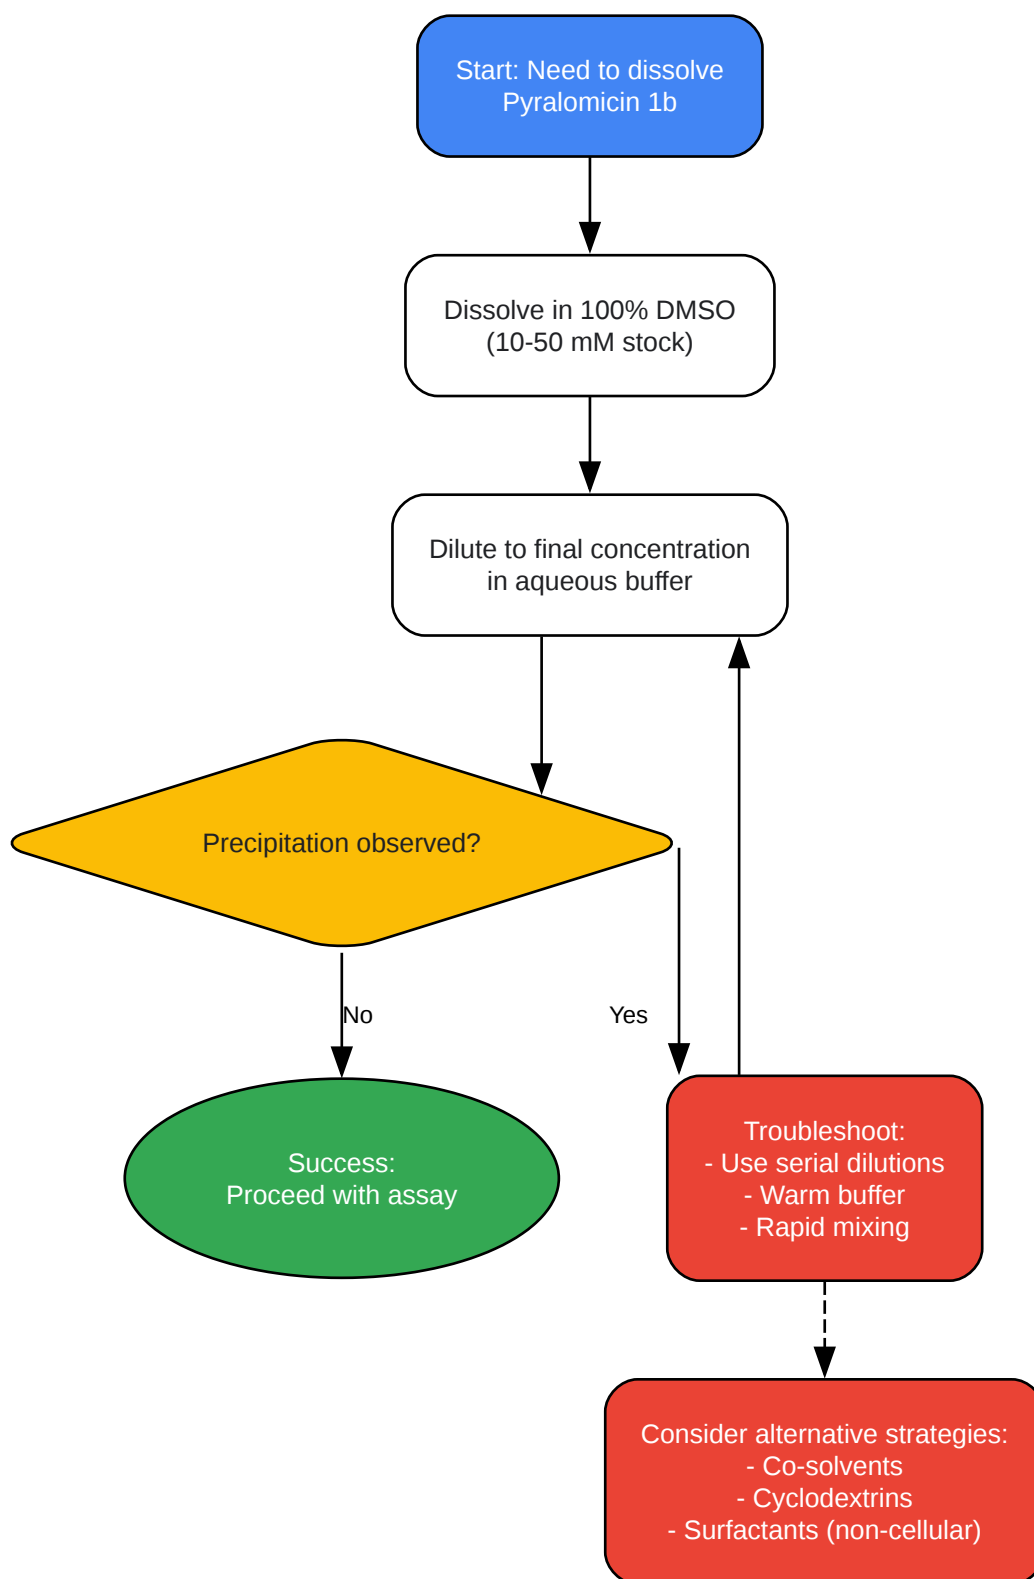 Start: Need to dissolve
Pyralomicin 1b
Dissolve in 100% DMSO
(10-50 mM stock)
Dilute to final concentration
in aqueous buffer
Precipitation observed?
No
Yes
Success:
Proceed with assay
Troubleshoot:
- Use serial dilutions
- Warm buffer
- Rapid mixing
Consider alternative strategies:
- Co-solvents
- Cyclodextrins
- Surfactants (non-cellular)